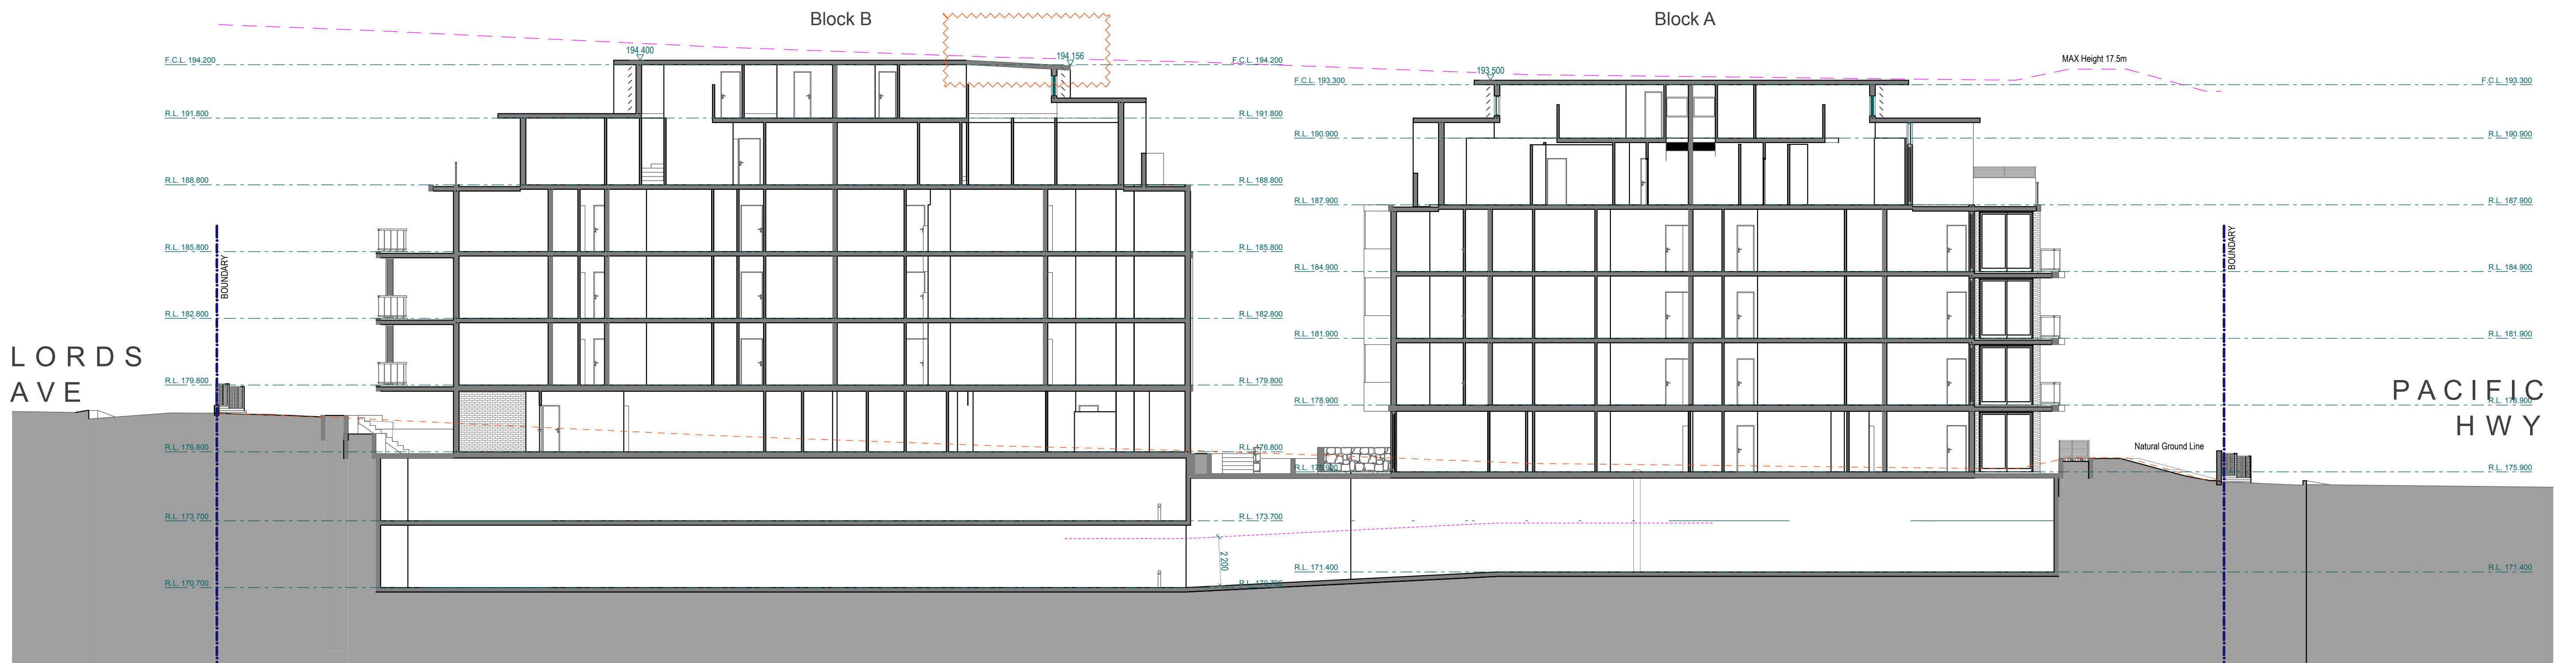 Block B
Block A
194.400
194.156
193.500
MAX Height 17.5m
F.C.L. 194.200
F.C.L. 194.200
F.C.L. 193.300
F.C.L. 193.300
R.L. 191.800
R.L. 191.800
R.L. 190.900
R.L. 190.900
R.L. 188.800
R.L. 188.800
R.L. 187.900
R.L. 187.900
R.L. 185.800
R.L. 185.800
BOUNDARY
BOUNDARY
R.L. 184.900
R.L. 184.900
R.L. 182.800
R.L. 182.800
R.L. 181.900
R.L. 181.900
LORDS
AVE
R.L. 179.800
R.L. 179.800
PACIFIC
HWY
R.L. 178.900
R.L. 178.900
R.L. 176.800
R.L. 176.800
Natural Ground Line
R.L. 175.900
R.L. 175.900
R.L. 173.700
R.L. 173.700
2.200
R.L. 171.400
R.L. 171.400
R.L. 170.700
R.L. 170.700